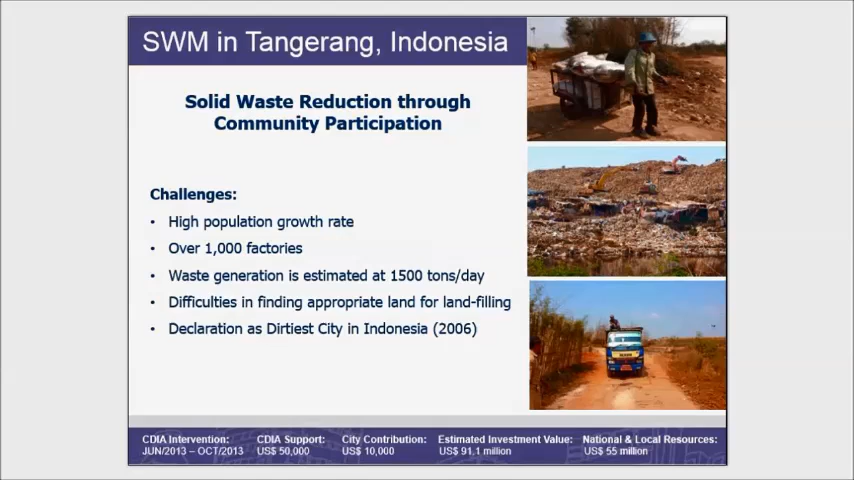 SWM in Tangerang, Indonesia
Solid Waste Reduction through
Community Participation
Challenges:
• High population growth rate
• Over 1,000 factories
• Waste generation is estimated at 1500 tons/day
• Difficulties in finding appropriate land for land-filling
• Declaration as Dirtiest City in Indonesia (2006)
CDIA Intervention:
JUN/2013 – OCT/2013
CDIA Support:
US$ 50,000
City Contribution:
US$ 10,000
Estimated Investment Value:
US$ 91.1 million
National & Local Resources:
US$ 55 million